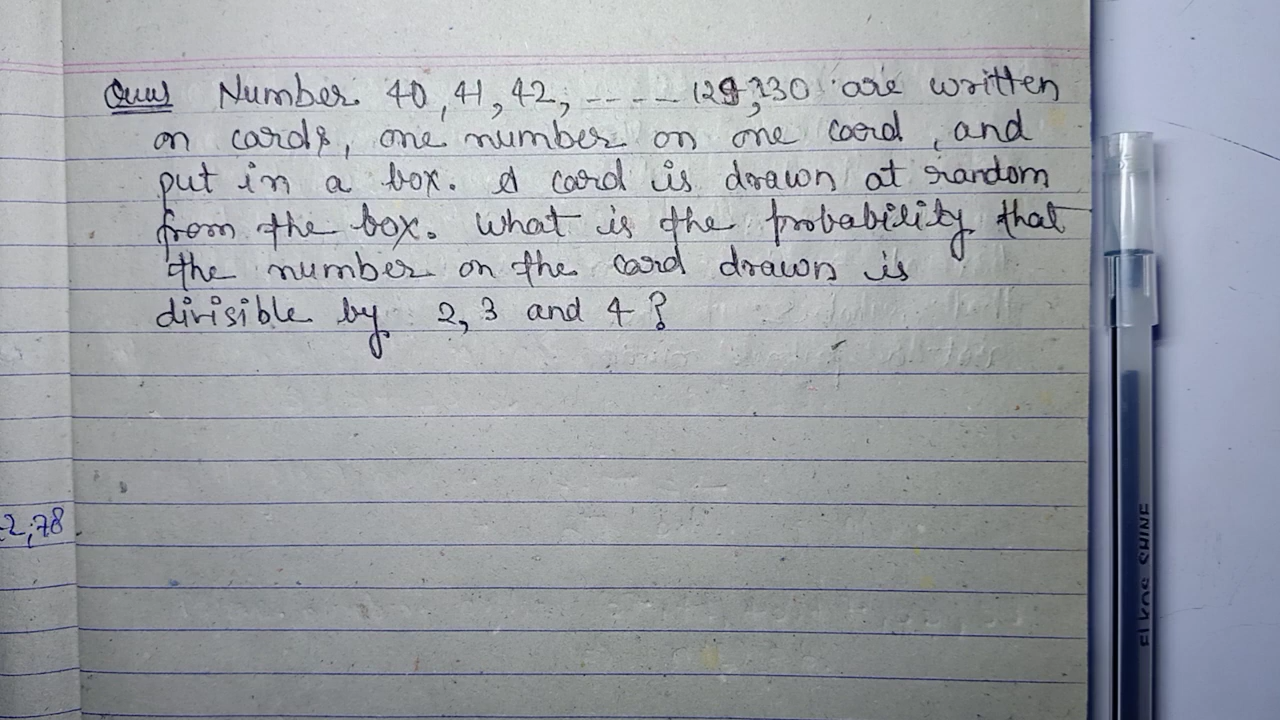 Ques Number 40, 41, 42, ---- 129, 130 are written
on cards, one number on one card, and
put in a box. A card is drawn at random
from the box. What is the probability that
the number on the card drawn is
divisible by 2, 3 and 4?
2,78
ELKOS SHINE